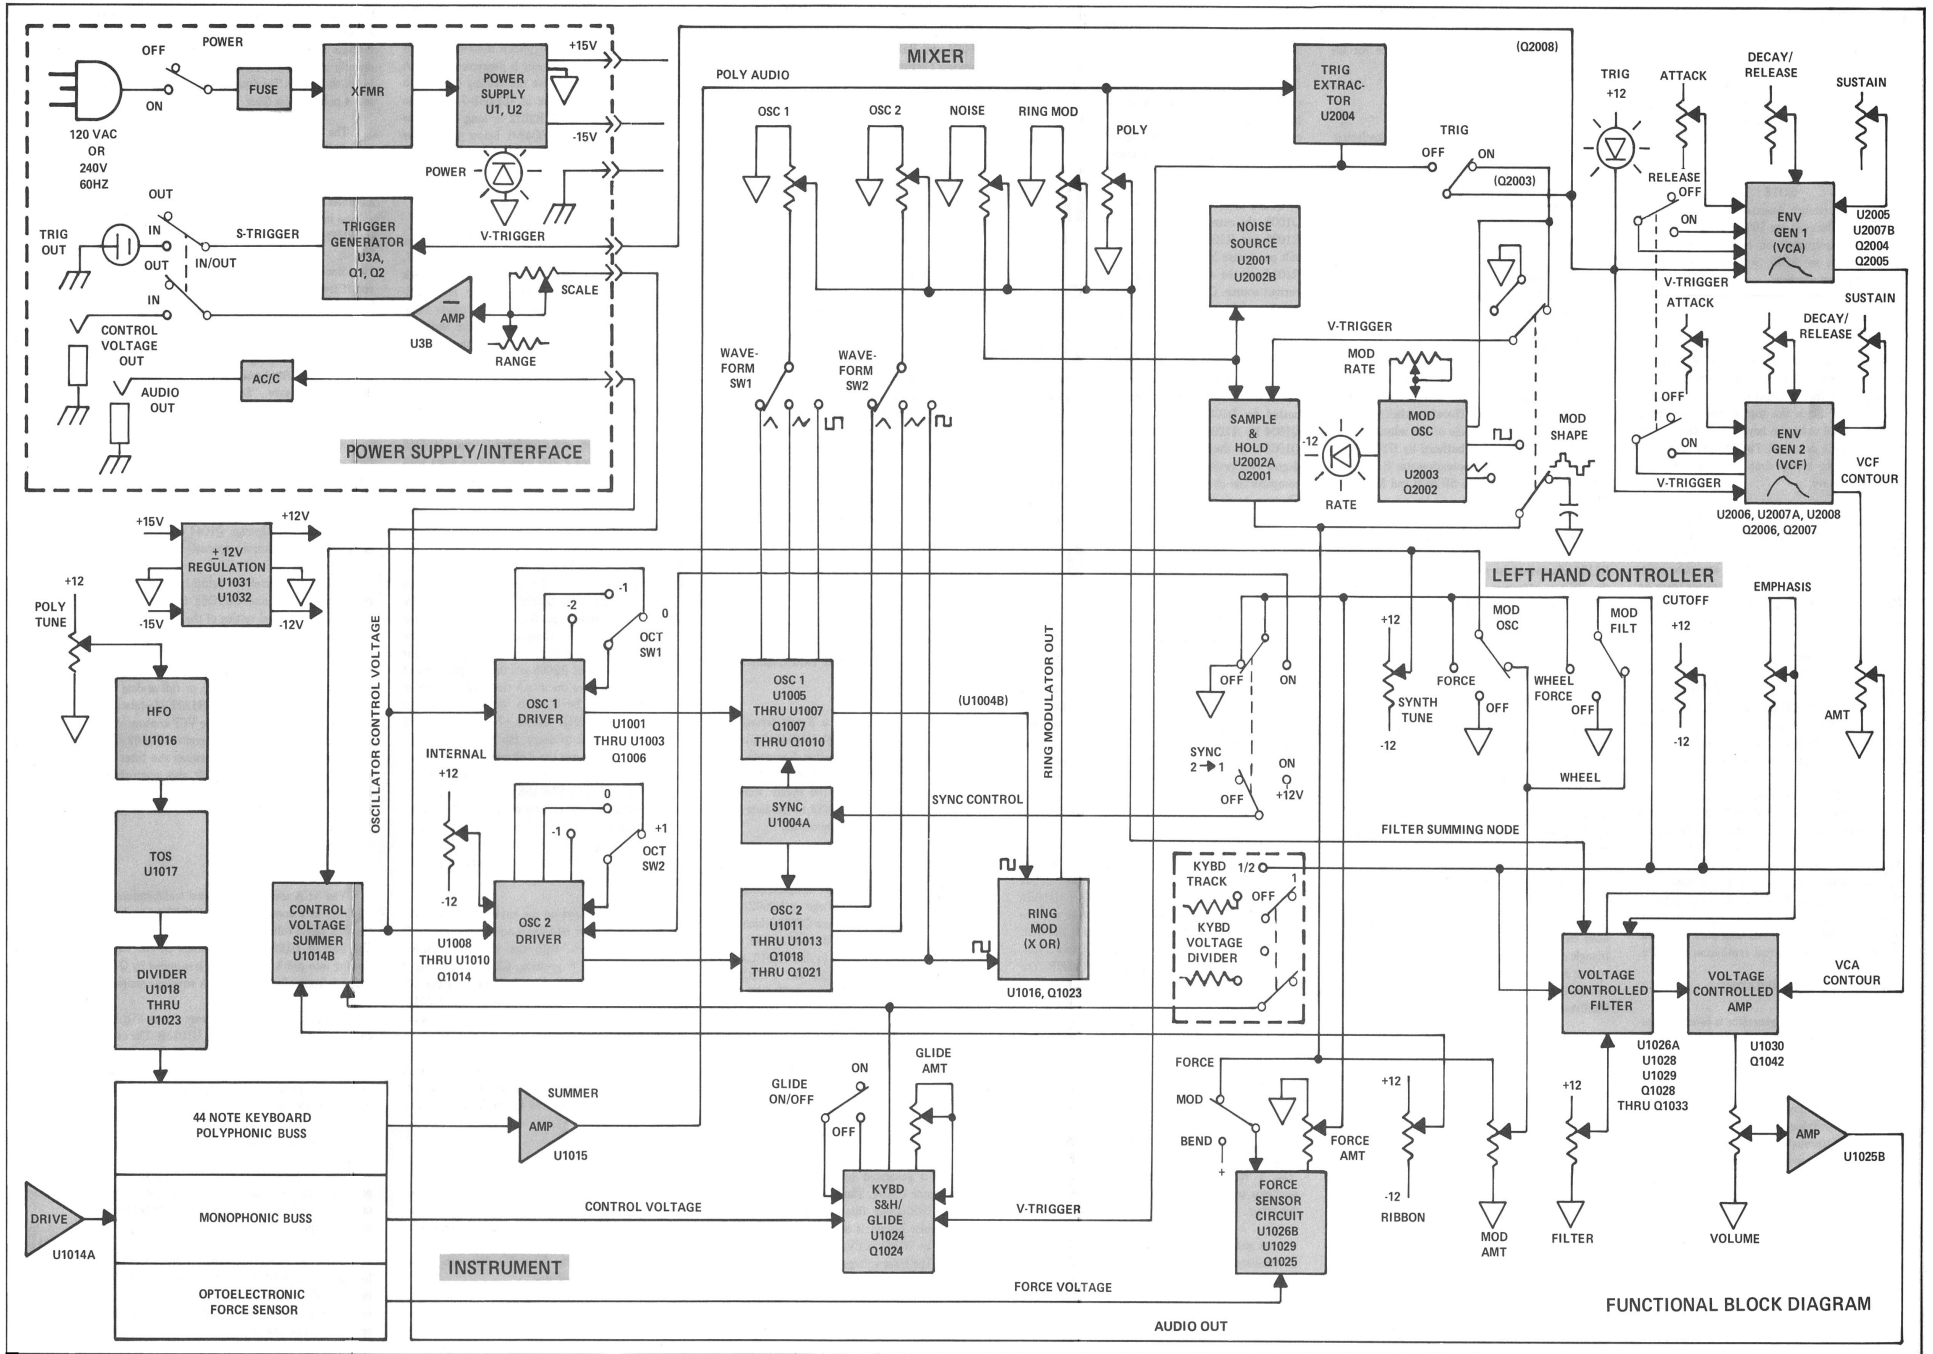 POWER
OFF
ON
FUSE
XFMR
POWER
SUPPLY
U1, U2
+15V
-15V
120 VAC
OR
240V
60HZ
POWER
TRIG
OUT
OUT
IN
OUT
IN
IN/OUT
S-TRIGGER
TRIGGER
GENERATOR
U3A,
Q1, Q2
V-TRIGGER
SCALE
AMP
U3B
RANGE
CONTROL
VOLTAGE
OUT
AUDIO
OUT
AC/C
POWER SUPPLY/INTERFACE
MIXER
POLY AUDIO
OSC 1
OSC 2
NOISE
RING MOD
POLY
TRIG
EXTRAC-
TOR
U2004
(Q2008)
TRIG
OFF
ON
(Q2003)
NOISE
SOURCE
U2001
U2002B
V-TRIGGER
WAVE-
FORM
SW1
WAVE-
FORM
SW2
SAMPLE
&
HOLD
U2002A
Q2001
MOD
RATE
-12
RATE
MOD
OSC
U2003
Q2002
MOD
SHAPE
TRIG
+12
ATTACK
DECAY/
RELEASE
SUSTAIN
RELEASE
OFF
ON
ENV
GEN 1
(VCA)
U2005
U2007B
Q2004
Q2005
V-TRIGGER
ATTACK
DECAY/
RELEASE
SUSTAIN
OFF
ON
ENV
GEN 2
(VCF)
V-TRIGGER
VCF
CONTOUR
U2006, U2007A, U2008
Q2006, Q2007
+15V
+12V
± 12V
REGULATION
U1031
U1032
-15V
-12V
+12
POLY
TUNE
HFO
U1016
TOS
U1017
DIVIDER
U1018
THRU
U1023
OSCILLATOR CONTROL VOLTAGE
-1
-2
0
OCT
SW1
OSC 1
DRIVER
U1001
THRU U1003
Q1006
INTERNAL
+12
-12
0
-1
+1
OCT
SW2
OSC 2
DRIVER
U1008
THRU U1010
Q1014
CONTROL
VOLTAGE
SUMMER
U1014B
OSC 1
U1005
THRU U1007
Q1007
THRU Q1010
SYNC
U1004A
OSC 2
U1011
THRU U1013
Q1018
THRU Q1021
(U1004B)
RING MODULATOR OUT
SYNC CONTROL
RING
MOD
(X OR)
U1016, Q1023
LEFT HAND CONTROLLER
OFF
ON
SYNC
2 → 1
OFF
ON
+12V
+12
SYNTH
TUNE
-12
FORCE
MOD
OSC
OFF
WHEEL
FORCE
MOD
FILT
OFF
WHEEL
CUTOFF
+12
-12
EMPHASIS
AMT
FILTER SUMMING NODE
KYBD
TRACK
1/2
OFF
1
KYBD
VOLTAGE
DIVIDER
VOLTAGE
CONTROLLED
FILTER
U1026A
U1028
U1029
Q1028
THRU Q1033
VOLTAGE
CONTROLLED
AMP
U1030
Q1042
VCA
CONTOUR
44 NOTE KEYBOARD
POLYPHONIC BUSS
MONOPHONIC BUSS
OPTOELECTRONIC
FORCE SENSOR
DRIVE
U1014A
SUMMER
AMP
U1015
CONTROL VOLTAGE
GLIDE
ON/OFF
ON
OFF
GLIDE
AMT
KYBD
S&H/
GLIDE
U1024
Q1024
V-TRIGGER
FORCE
MOD
BEND
+
FORCE
AMT
FORCE
SENSOR
CIRCUIT
U1026B
U1029
Q1025
FORCE VOLTAGE
+12
-12
RIBBON
MOD
AMT
+12
FILTER
VOLUME
AMP
U1025B
INSTRUMENT
AUDIO OUT
FUNCTIONAL BLOCK DIAGRAM